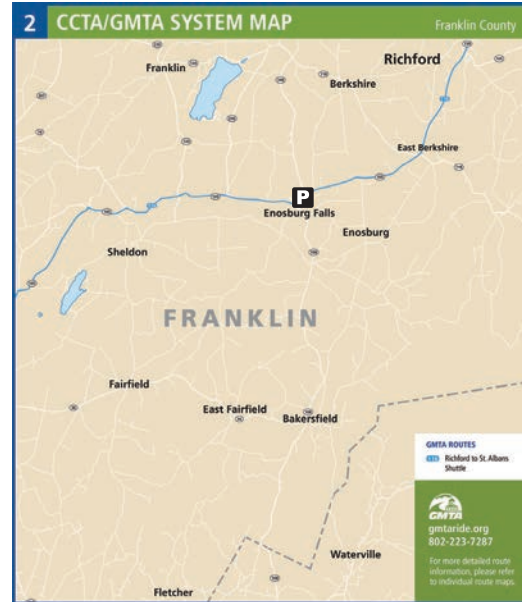 2 CCTA/GMTA SYSTEM MAP Franklin County
Richford
Franklin
Berkshire
East Berkshire
P
Enosburg Falls
Enosburg
Sheldon
FRANKLIN
Fairfield
East Fairfield
Bakersfield
GMTA ROUTES
Richford to St. Albans
Shuttle
GMTA
gmtaride.org
802-223-7287
Waterville
For more detailed route
information, please refer
to individual route maps.
Fletcher